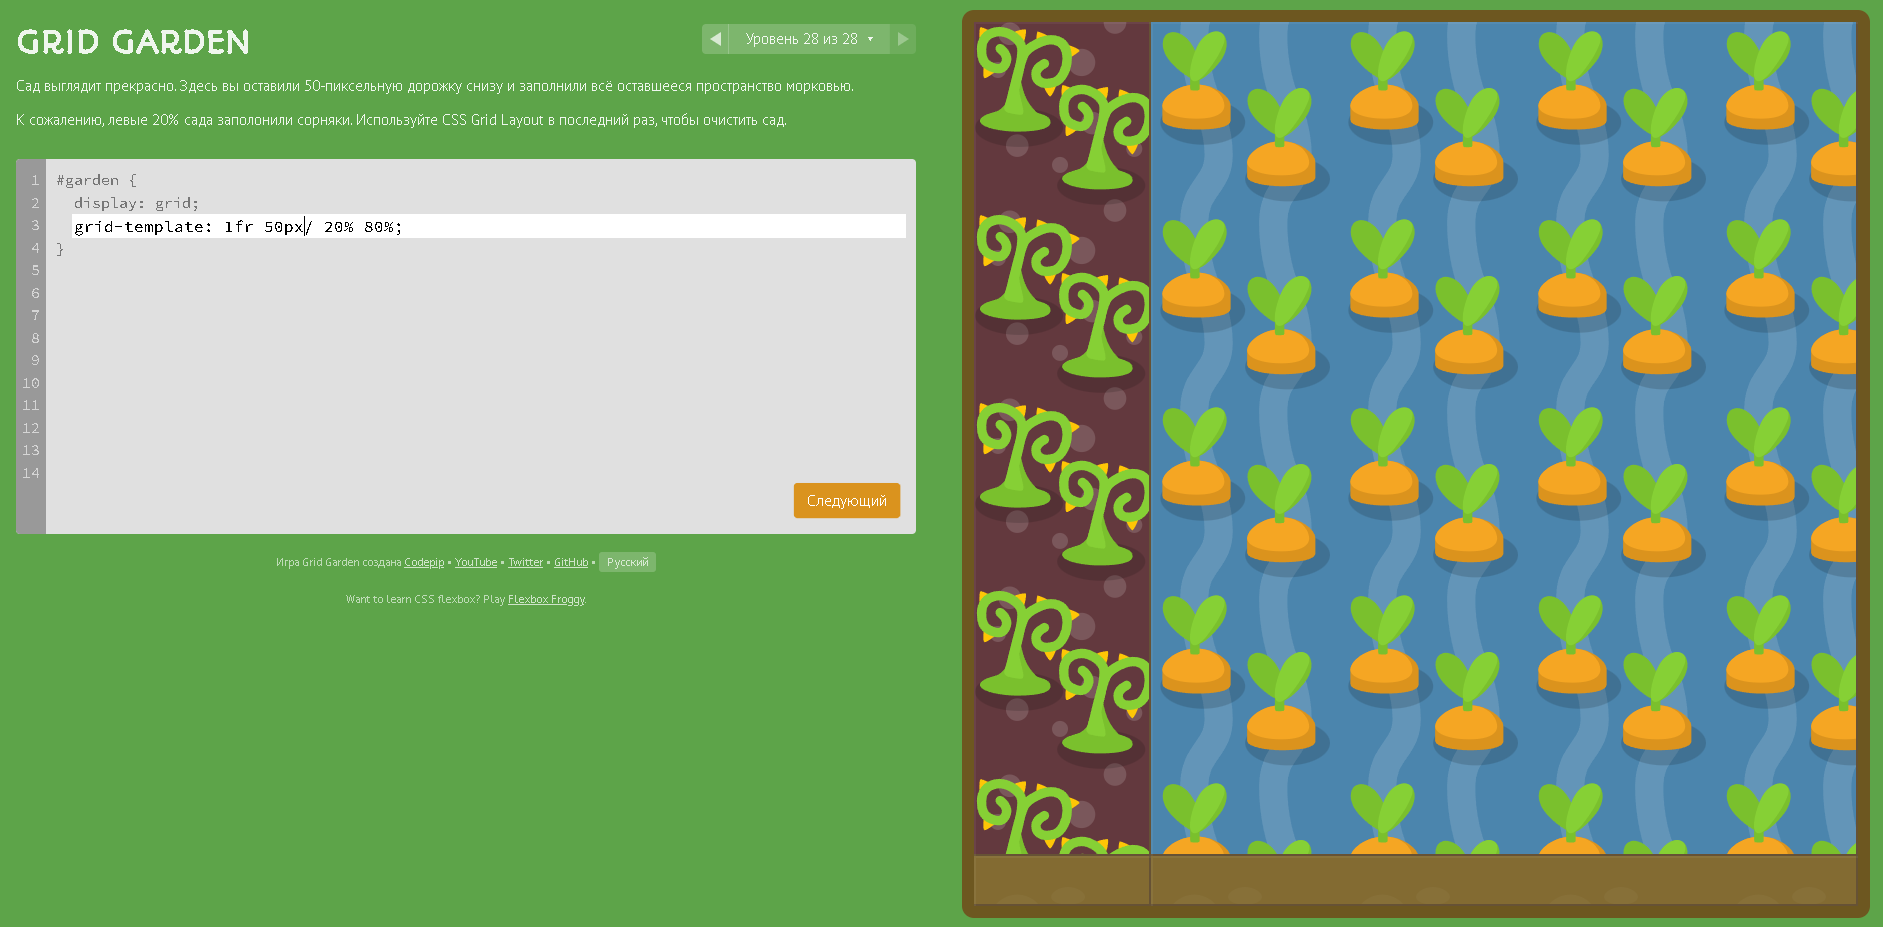 GRID GARDEN
◀ Уровень 28 из 28 ▾ ▶
Сад выглядит прекрасно. Здесь вы оставили 50-пиксельную дорожку снизу и заполнили всё оставшееся пространство морковью.
К сожалению, левые 20% сада заполонили сорняки. Используйте CSS Grid Layout в последний раз, чтобы очистить сад.
1 #garden {
2 display: grid;
3 grid-template: 1fr 50px/ 20% 80%;
4 }
5
6
7
8
9
10
11
12
13
14
Следующий
Игра Grid Garden создана Codepip • YouTube • Twitter • GitHub • Русский
Want to learn CSS flexbox? Play Flexbox Froggy.